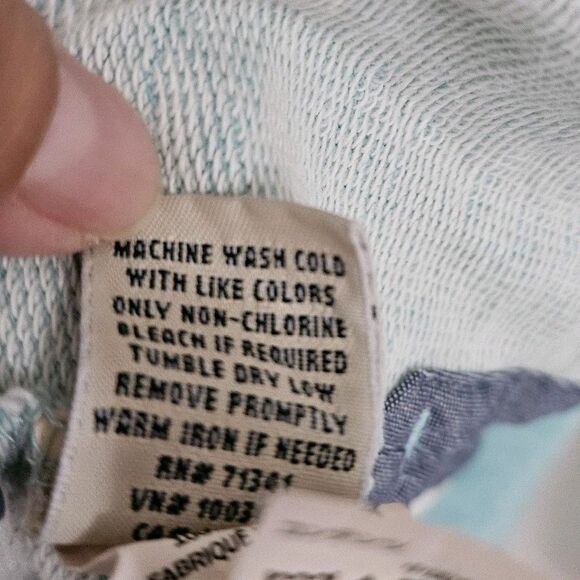 MACHINE WASH COLD
WITH LIKE COLORS
ONLY NON-CHLORINE
BLEACH IF REQUIRED
TUMBLE DRY LOW
REMOVE PROMPTLY
WARM IRON IF NEEDED
RN# 71341
VN# 1003
FABRIQUE